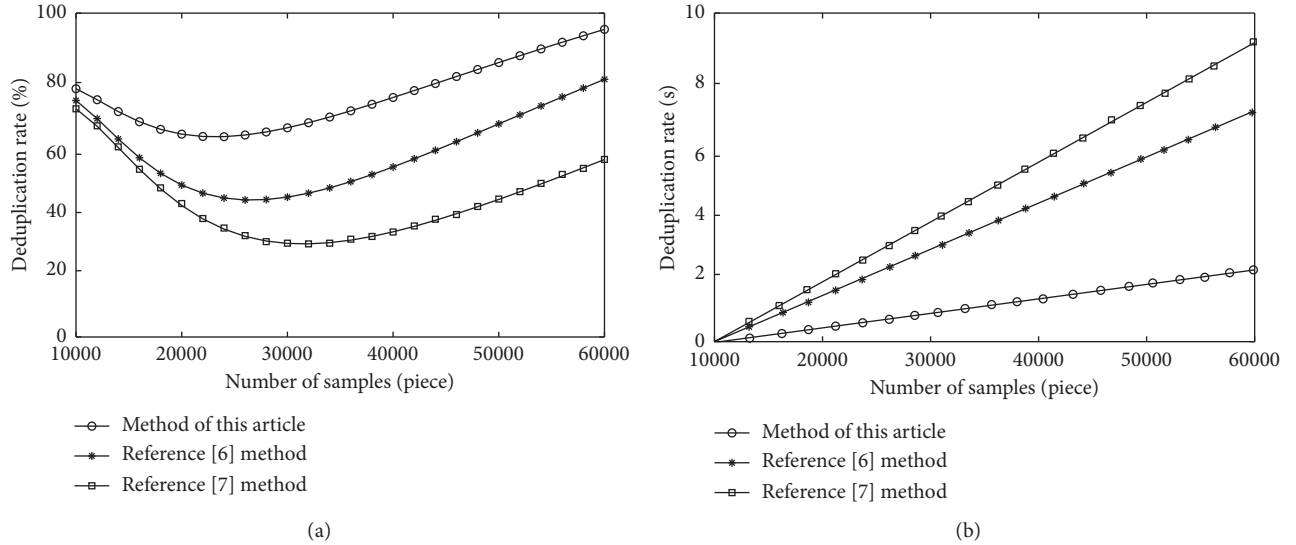 100
80
60
40
20
0
Deduplication rate (%)
10000 20000 30000 40000 50000 60000
Number of samples (piece)
Method of this article
Reference [6] method
Reference [7] method
(a)
10
8
6
4
2
0
Deduplication rate (s)
10000 20000 30000 40000 50000 60000
Number of samples (piece)
Method of this article
Reference [6] method
Reference [7] method
(b)